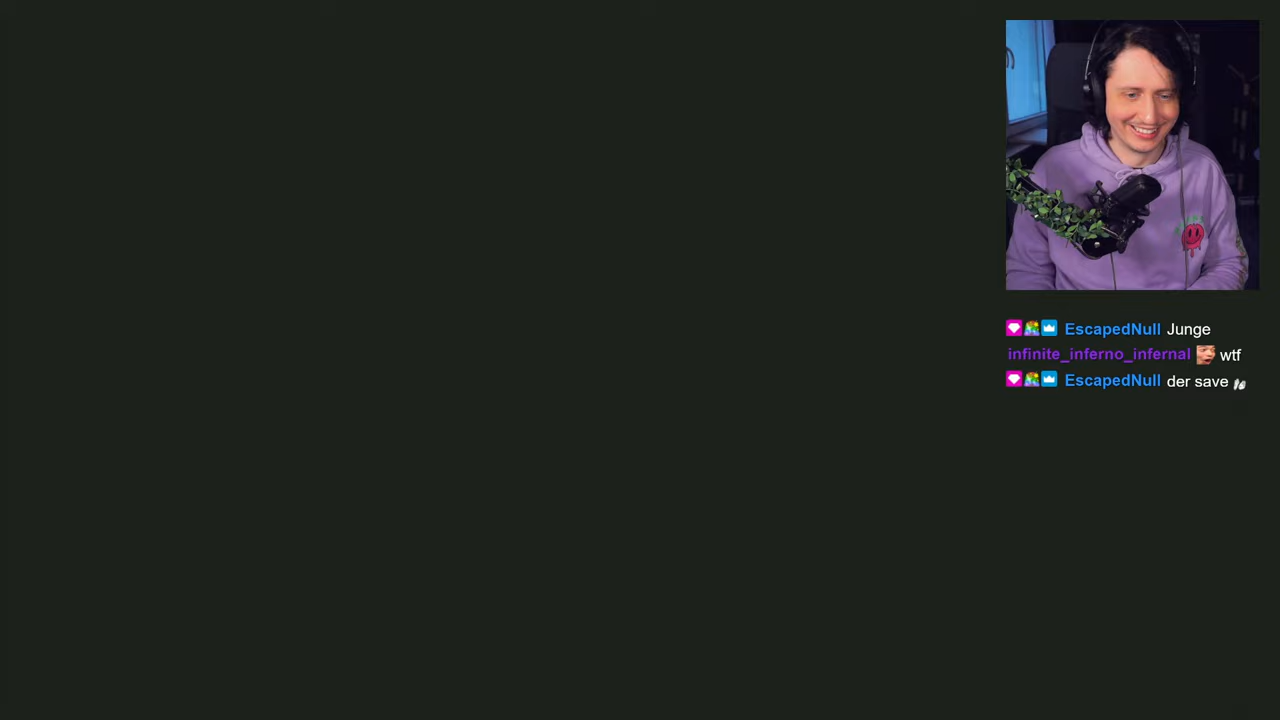 EscapedNull Junge
infinite_inferno_infernal wtf
EscapedNull der save